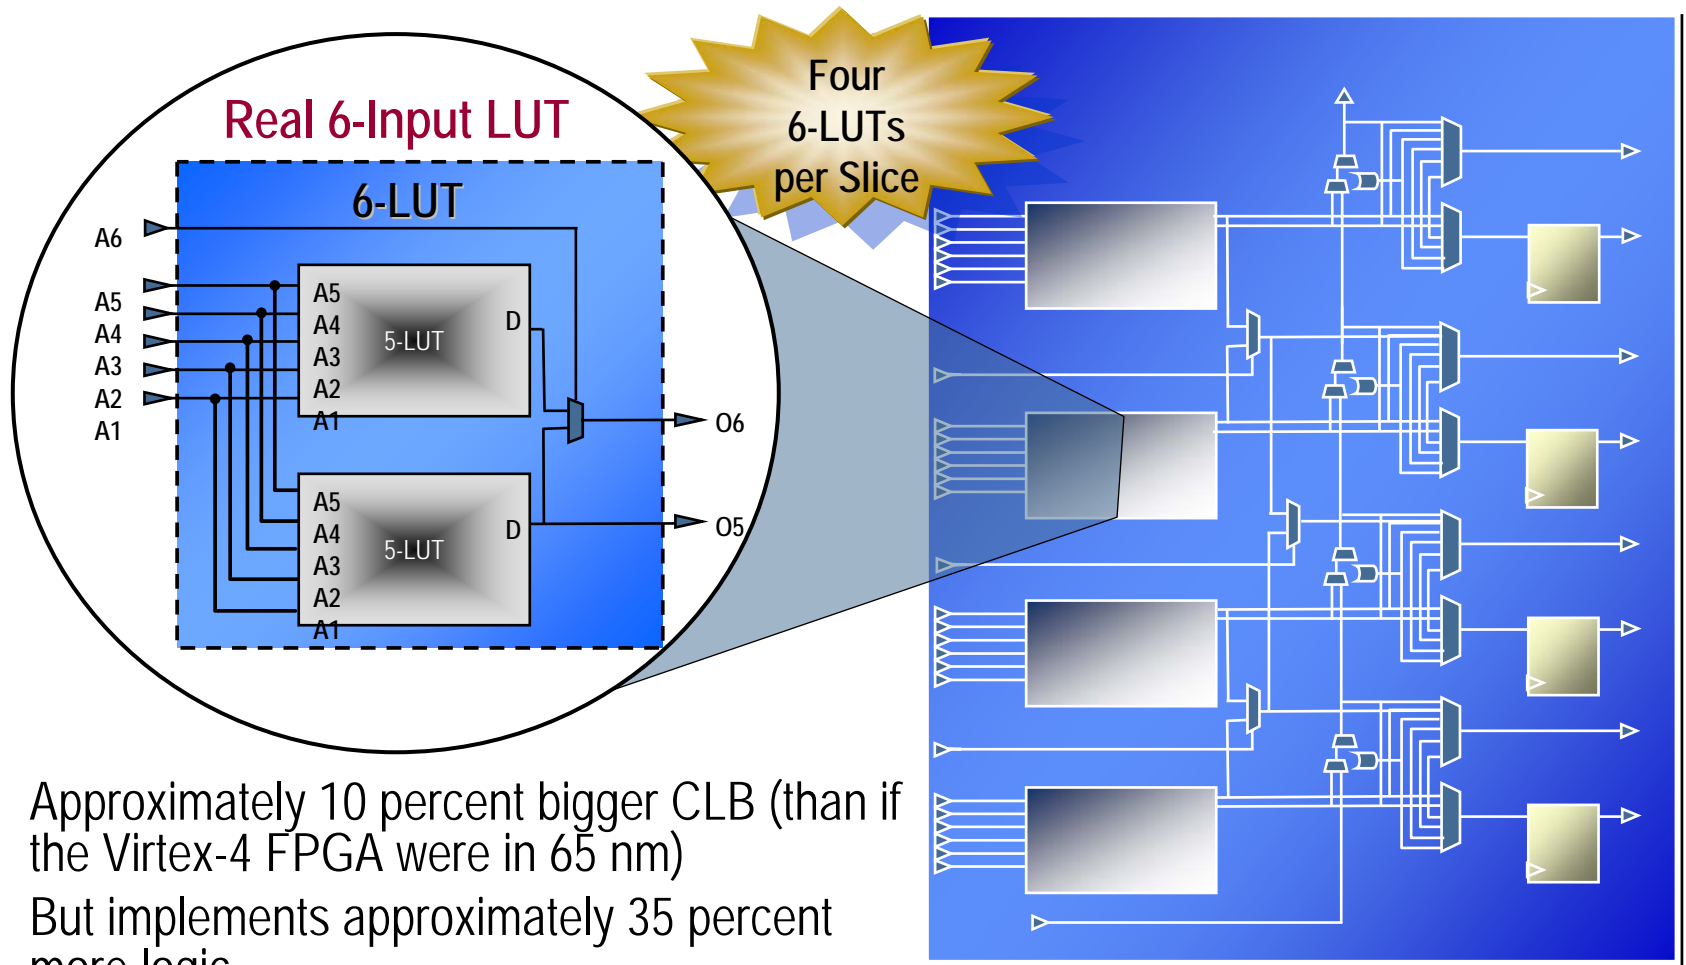 Real 6-Input LUT
Four
6-LUTs
per Slice
6-LUT
A6
A5
A4
A3
A2
A1
A5
A4
A3
A2
A1
5-LUT
D
A5
A4
A3
A2
A1
5-LUT
D
O6
O5
Approximately 10 percent bigger CLB (than if
the Virtex-4 FPGA were in 65 nm)
But implements approximately 35 percent
more logic